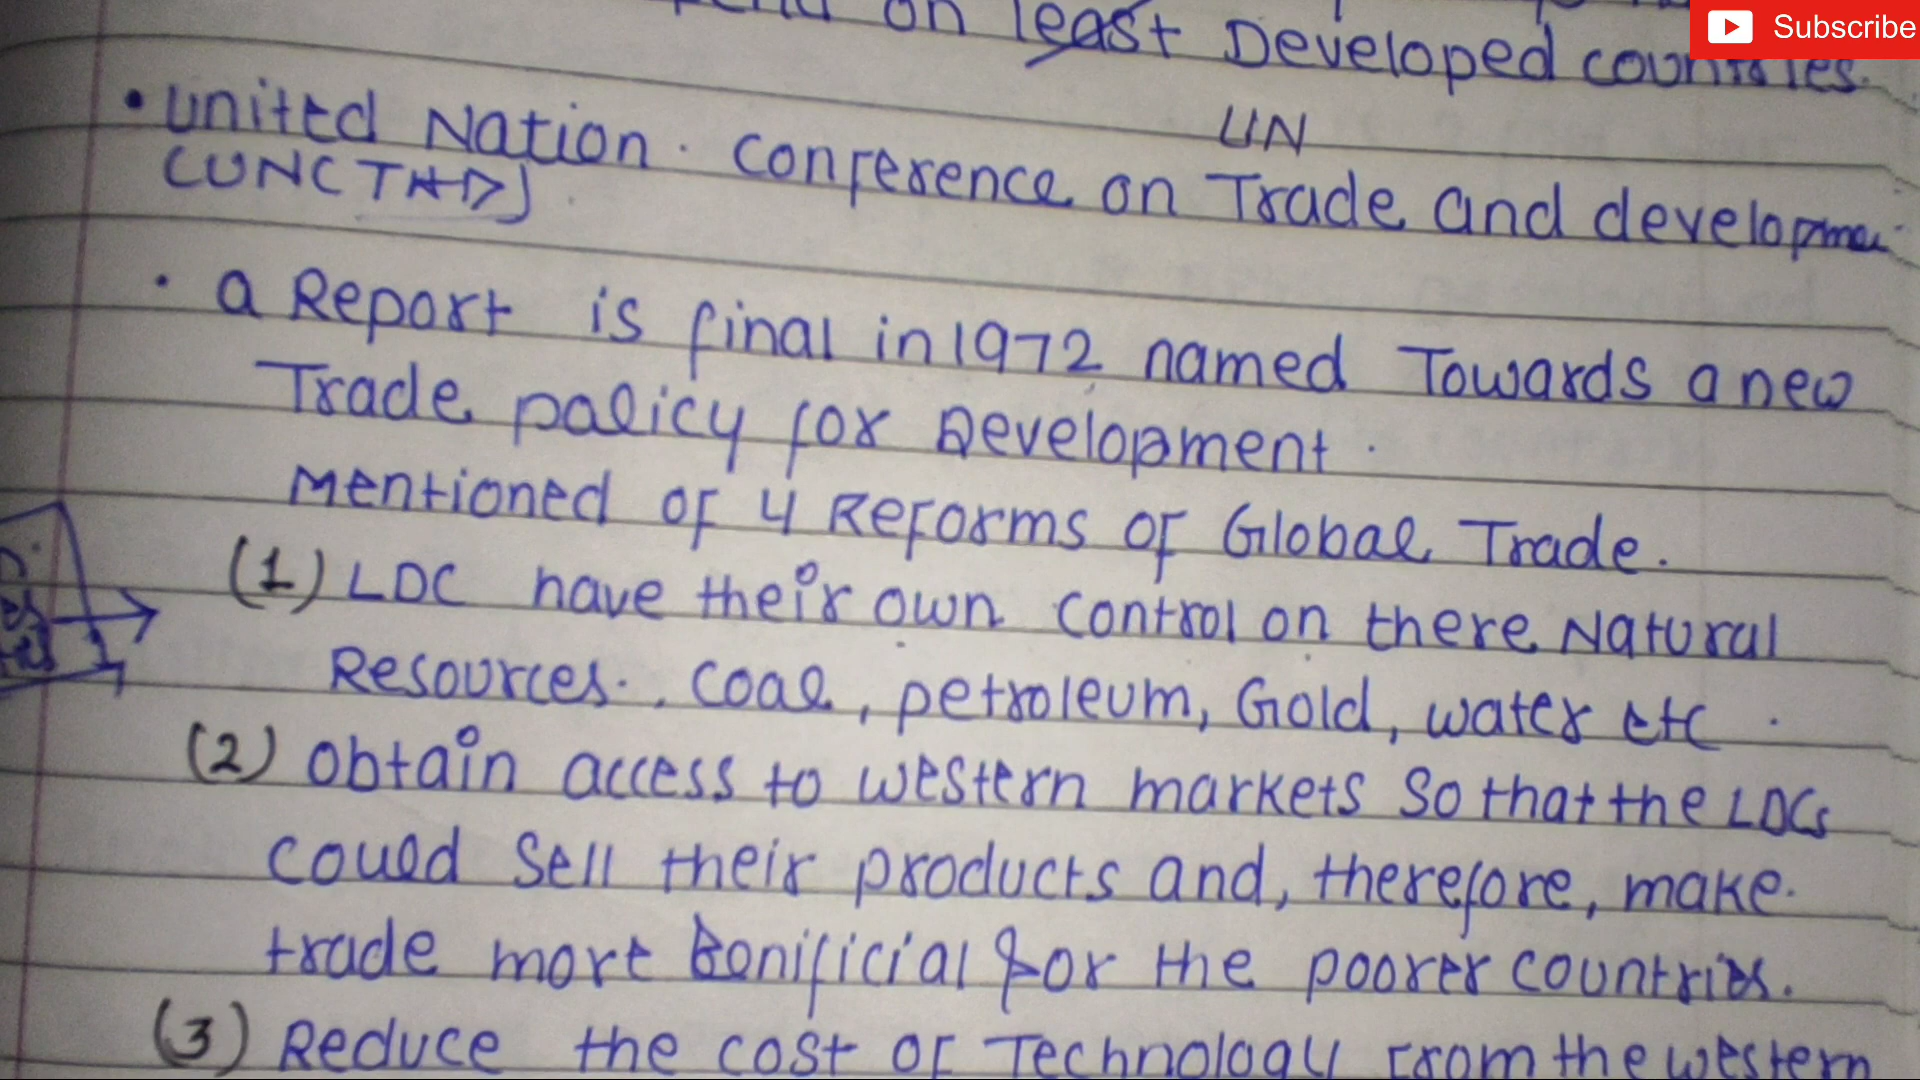 on least Developed countries.
Subscribe
UN
• United Nation. Conference on Trade and developmen
CUNCTAD)
• a Report is final in 1972 named Towards a new
Trade policy for Development.
Mentioned of 4 Reforms of Global Trade.
(1) LDC have their own control on there Natural
Resources.. coal, petroleum, Gold, water etc.
(2) Obtain access to western markets so that the LDCs
could sell their products and, therefore, make.
trade more Bonificial for the poorer countries.
(3) Reduce the cost of Technology from the western